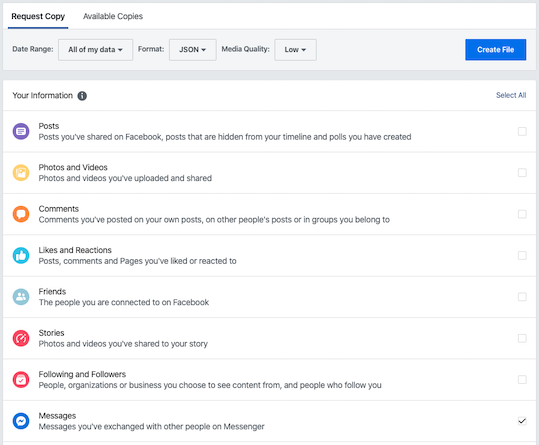 Request Copy Available Copies
Date Range: All of my data Format: JSON Media Quality: Low Create File
Your Information Select All
Posts
Posts you've shared on Facebook, posts that are hidden from your timeline and polls you have created
Photos and Videos
Photos and videos you've uploaded and shared
Comments
Comments you've posted on your own posts, on other people's posts or in groups you belong to
Likes and Reactions
Posts, comments and Pages you've liked or reacted to
Friends
The people you are connected to on Facebook
Stories
Photos and videos you've shared to your story
Following and Followers
People, organizations or business you choose to see content from, and people who follow you
Messages
Messages you've exchanged with other people on Messenger